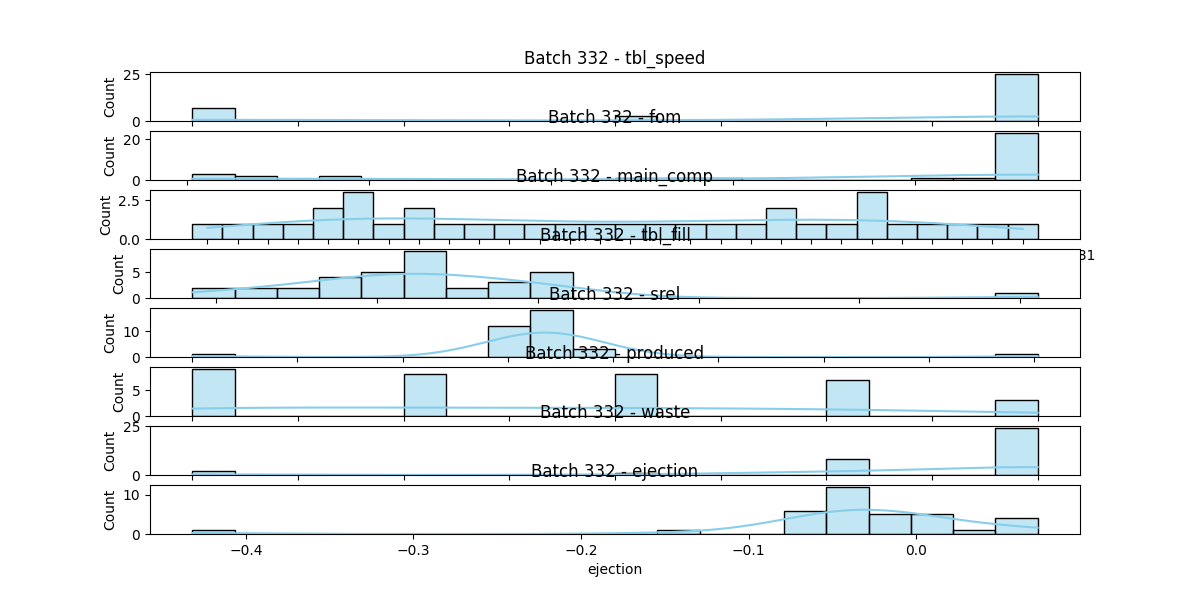 Batch 332 - tbl_speed
25
Count
0
Batch 332 - fom
20
Count
0
Batch 332 - main_comp
2.5
Count
0.0
Batch 332 - tbl_fill
31
5
Count
0
Batch 332 - srel
10
Count
0
Batch 332 - produced
5
Count
0
Batch 332 - waste
25
Count
0
Batch 332 - ejection
10
Count
0
−0.4 −0.3 −0.2 −0.1 0.0
ejection